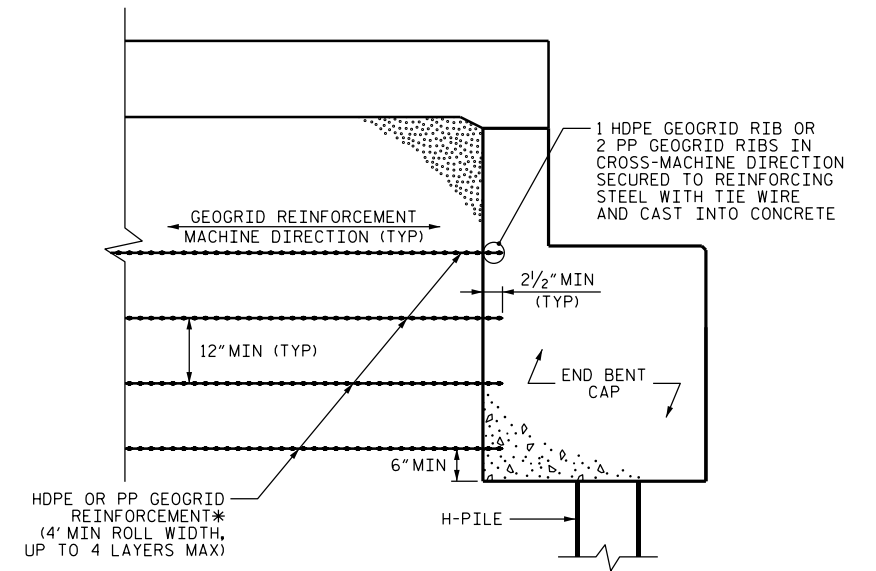 1 HDPE GEOGRID RIB OR
2 PP GEOGRID RIBS IN
CROSS-MACHINE DIRECTION
SECURED TO REINFORCING
STEEL WITH TIE WIRE
AND CAST INTO CONCRETE
GEOGRID REINFORCEMENT
MACHINE DIRECTION (TYP)
2½" MIN
(TYP)
12" MIN (TYP)
END BENT
CAP
6" MIN
HDPE OR PP GEOGRID
REINFORCEMENT*
(4' MIN ROLL WIDTH,
UP TO 4 LAYERS MAX)
H-PILE